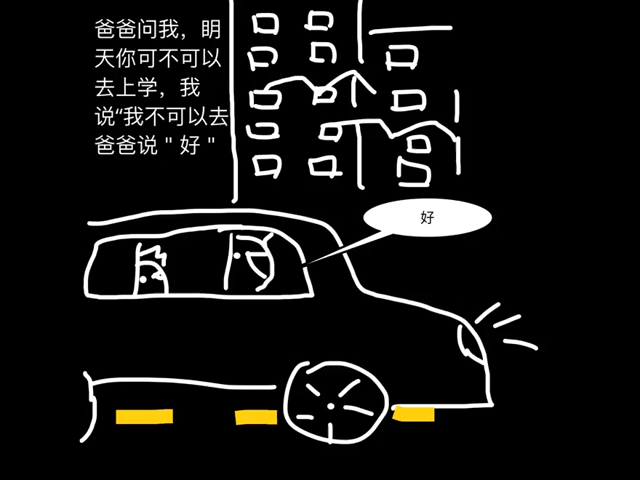 爸爸问我，明
天你可不可以
去上学，我
说“我不可以去
爸爸说＂好＂
好